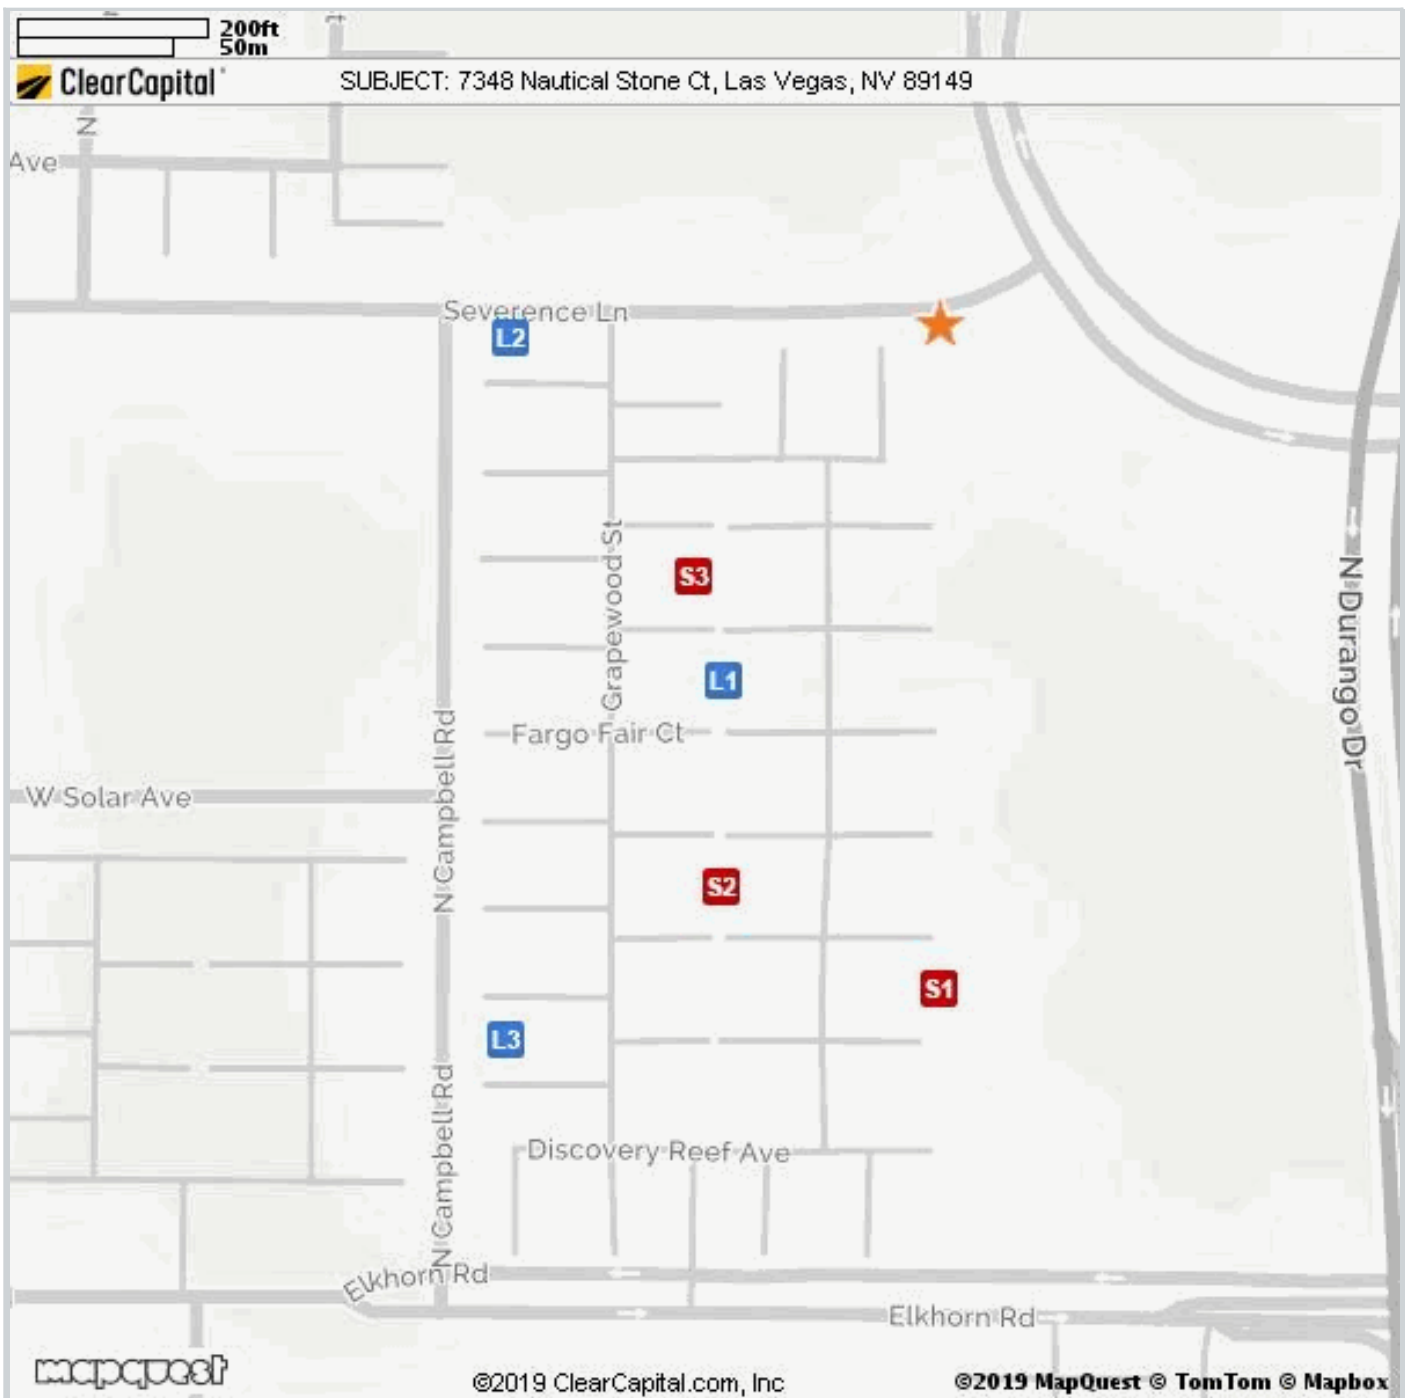 200ft
50m
ClearCapital
SUBJECT: 7348 Nautical Stone Ct, Las Vegas, NV 89149
N
Ave
Severence Ln
L2
Grapewood St
S3
N Durango Dr
L1
Fargo Fair Ct
N Campbell Rd
W Solar Ave
S2
S1
L3
N Campbell Rd
Discovery Reef Ave
Elkhorn Rd
Elkhorn Rd
mapquest
©2019 ClearCapital.com, Inc
©2019 MapQuest © TomTom © Mapbox